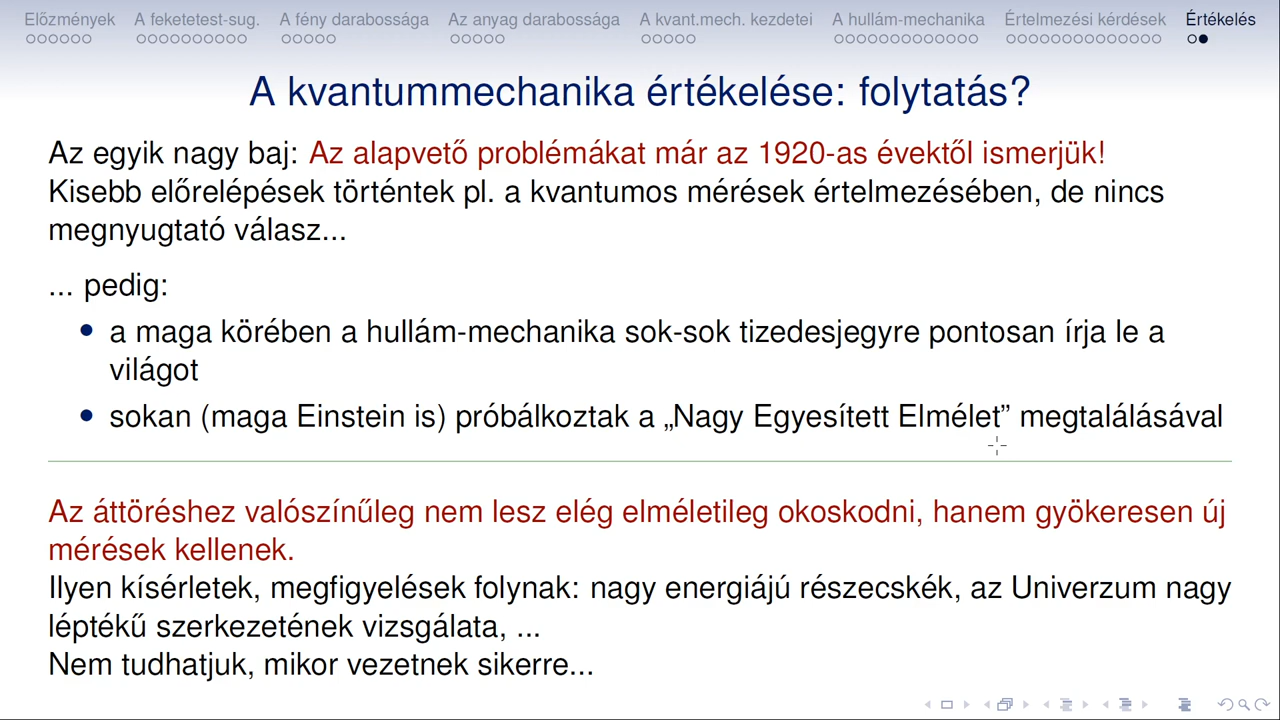 Előzmények A feketetest-sug. A fény darabossága Az anyag darabossága A kvant.mech. kezdetei A hullám-mechanika Értelmezési kérdések Értékelés
A kvantummechanika értékelése: folytatás?
Az egyik nagy baj: Az alapvető problémákat már az 1920-as évektől ismerjük!
Kisebb előrelépések történtek pl. a kvantumos mérések értelmezésében, de nincs
megnyugtató válasz...
... pedig:
a maga körében a hullám-mechanika sok-sok tizedesjegyre pontosan írja le a
világot
sokan (maga Einstein is) próbálkoztak a „Nagy Egyesített Elmélet” megtalálásával
Az áttöréshez valószínűleg nem lesz elég elméletileg okoskodni, hanem gyökeresen új
mérések kellenek.
Ilyen kísérletek, megfigyelések folynak: nagy energiájú részecskék, az Univerzum nagy
léptékű szerkezetének vizsgálata, ...
Nem tudhatjuk, mikor vezetnek sikerre...